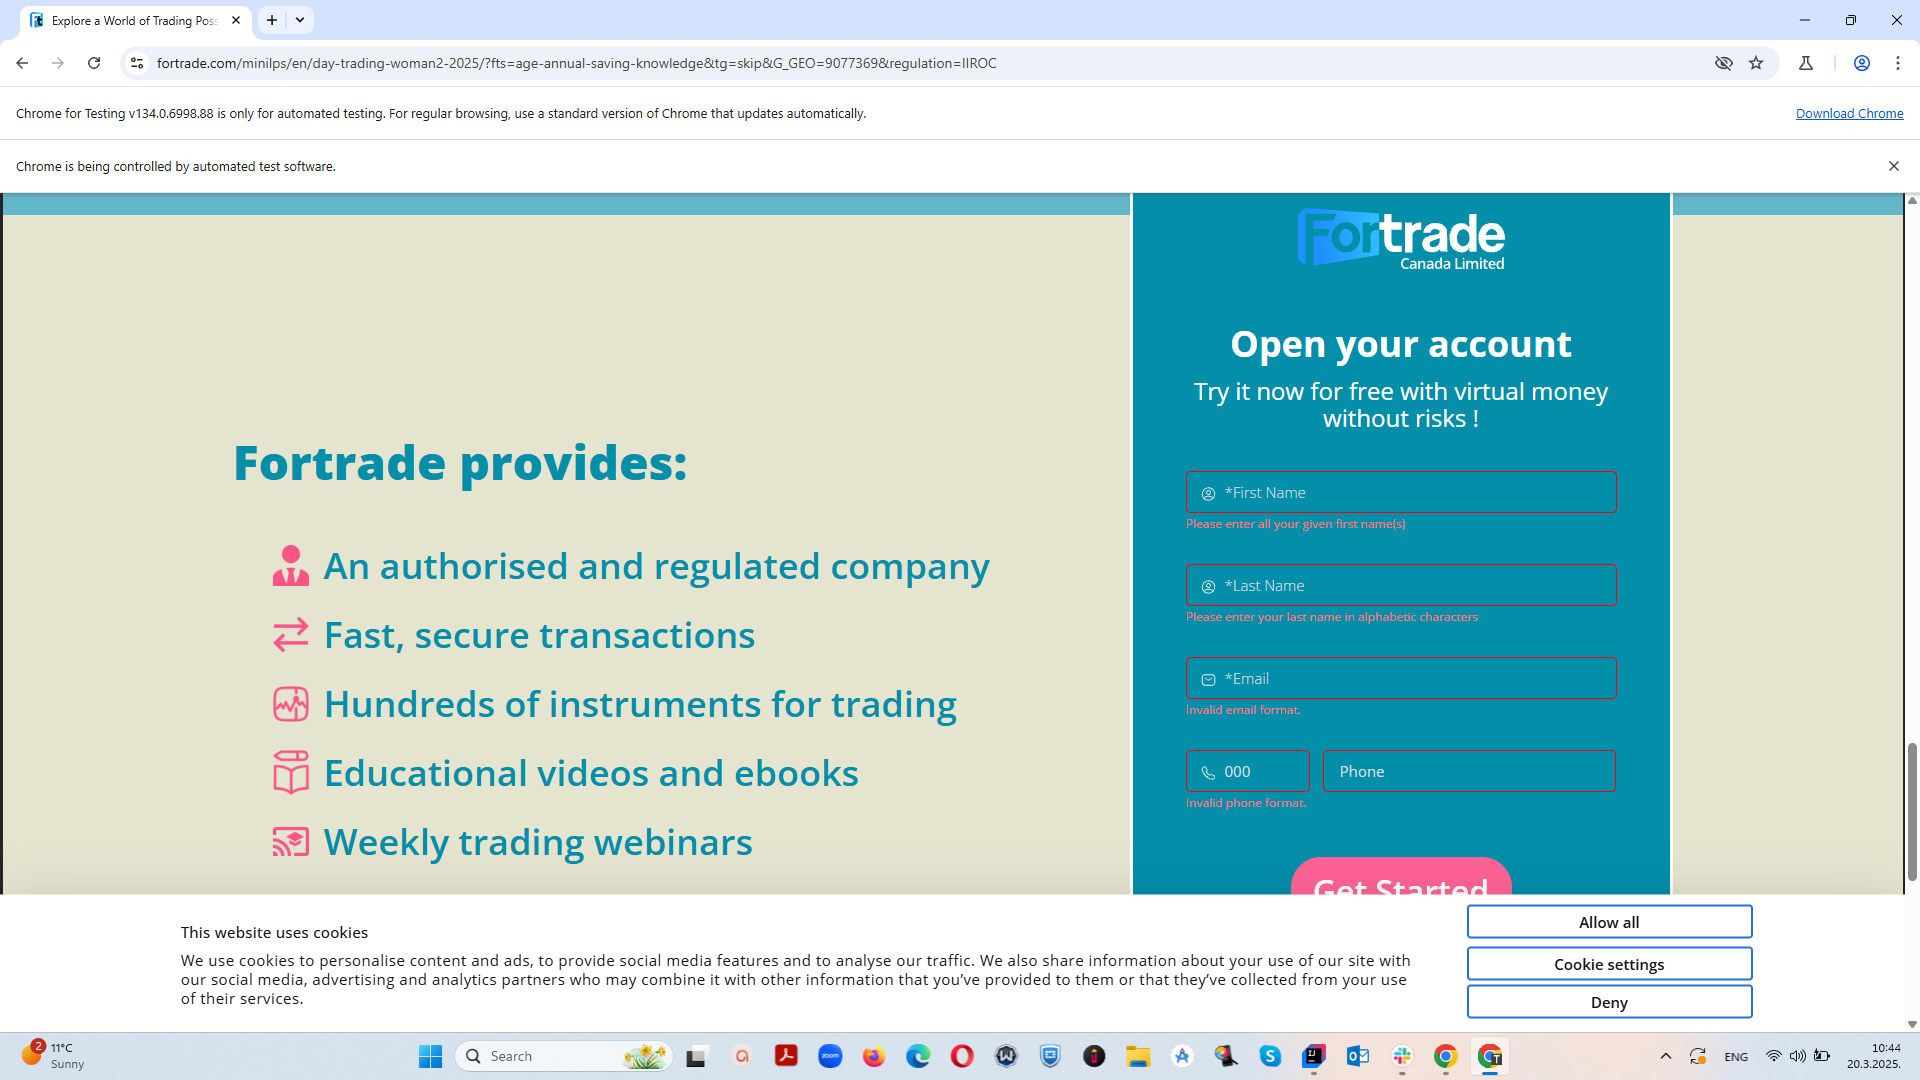 Explore a World of Trading Poss
fortrade.com/minilps/en/day-trading-woman2-2025/?fts=age-annual-saving-knowledge&tg=skip&G_GEO=9077369&regulation=IIROC
Chrome for Testing v134.0.6998.88 is only for automated testing. For regular browsing, use a standard version of Chrome that updates automatically.
Download Chrome
Chrome is being controlled by automated test software.
Fortrade
Canada Limited
Open your account
Try it now for free with virtual money
without risks !
*First Name
Please enter all your given first name(s)
*Last Name
Please enter your last name in alphabetic characters
*Email
Invalid email format.
000
Phone
Invalid phone format.
Get Started
Fortrade provides:
An authorised and regulated company
Fast, secure transactions
Hundreds of instruments for trading
Educational videos and ebooks
Weekly trading webinars
This website uses cookies
We use cookies to personalise content and ads, to provide social media features and to analyse our traffic. We also share information about your use of our site with
our social media, advertising and analytics partners who may combine it with other information that you've provided to them or that they've collected from your use
of their services.
Allow all
Cookie settings
Deny
2
11°C
Sunny
Search
zoom
ENG
10:44
20.3.2025.